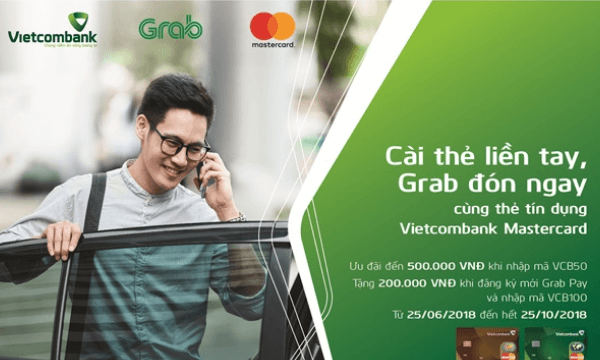 Vietcombank
Grab
mastercard
Cài thẻ liền tay,
Grab đón ngay
cùng thẻ tín dụng
Vietcombank Mastercard
Ưu đãi đến 500.000 VNĐ khi nhập mã VCB50
Tặng 200.000 VNĐ khi đăng ký mới Grab Pay
và nhập mã VCB100
Từ 25/06/2018 đến hết 25/10/2018
Vietcombank
Vietcombank